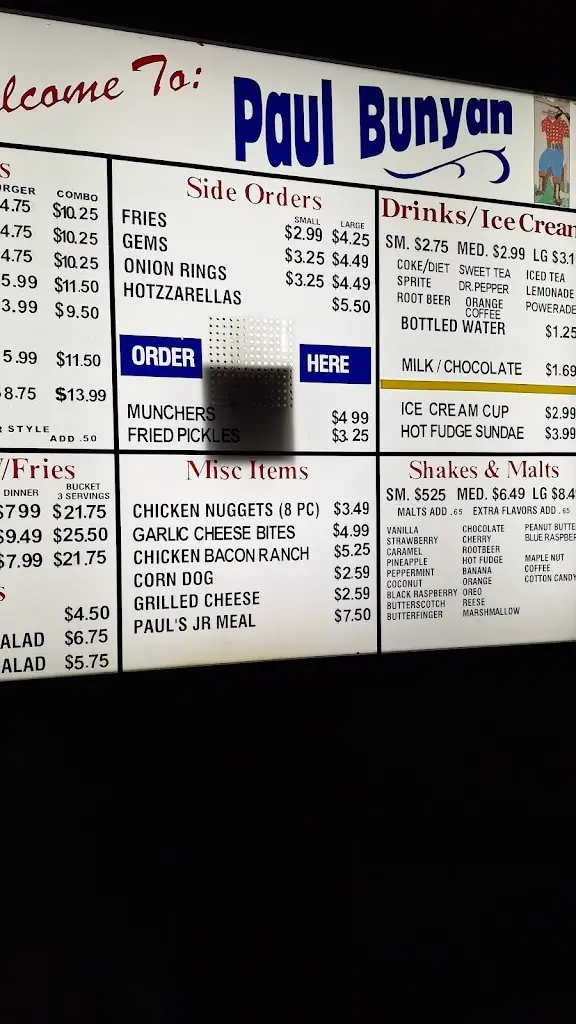 lcome To: Paul Bunyan
URGER COMBO
4.75 $10.25
4.75 $10.25
4.75 $10.25
5.99 $11.50
3.99 $9.50
5.99 $11.50
8.75 $13.99
STYLE ADD .50
/Fries
DINNER BUCKET 3 SERVINGS
$799 $21.75
$9.49 $25.50
$7.99 $21.75
S
$4.50
ALAD $6.75
ALAD $5.75
Side Orders
SMALL LARGE
FRIES $2.99 $4.25
GEMS $3.25 $4.49
ONION RINGS $3.25 $4.49
HOTZZARELLAS $5.50
ORDER HERE
MUNCHERS $4 99
FRIED PICKLES $3.25
Misc Items
CHICKEN NUGGETS (8 PC) $3.49
GARLIC CHEESE BITES $4.99
CHICKEN BACON RANCH $5.25
CORN DOG $2.59
GRILLED CHEESE $2.59
PAUL'S JR MEAL $7.50
Drinks/Ice Cream
SM. $2.75 MED. $2.99 LG $3.1
COKE/DIET SWEET TEA ICED TEA
SPRITE DR.PEPPER LEMONADE
ROOT BEER ORANGE POWERADE
COFFEE
BOTTLED WATER $1.25
MILK / CHOCOLATE $1.69
ICE CREAM CUP $2.99
HOT FUDGE SUNDAE $3.99
Shakes & Malts
SM. $525 MED. $6.49 LG $8.4
MALTS ADD .65 EXTRA FLAVORS ADD .65
VANILLA CHOCOLATE PEANUT BUTTE
STRAWBERRY CHERRY BLUE RASPBER
CARAMEL ROOTBEER
PINEAPPLE HOT FUDGE MAPLE NUT
PEPPERMINT BANANA COFFEE
COCONUT ORANGE COTTON CANDY
BLACK RASPBERRY OREO
BUTTERSCOTCH REESE
BUTTERFINGER MARSHMALLOW